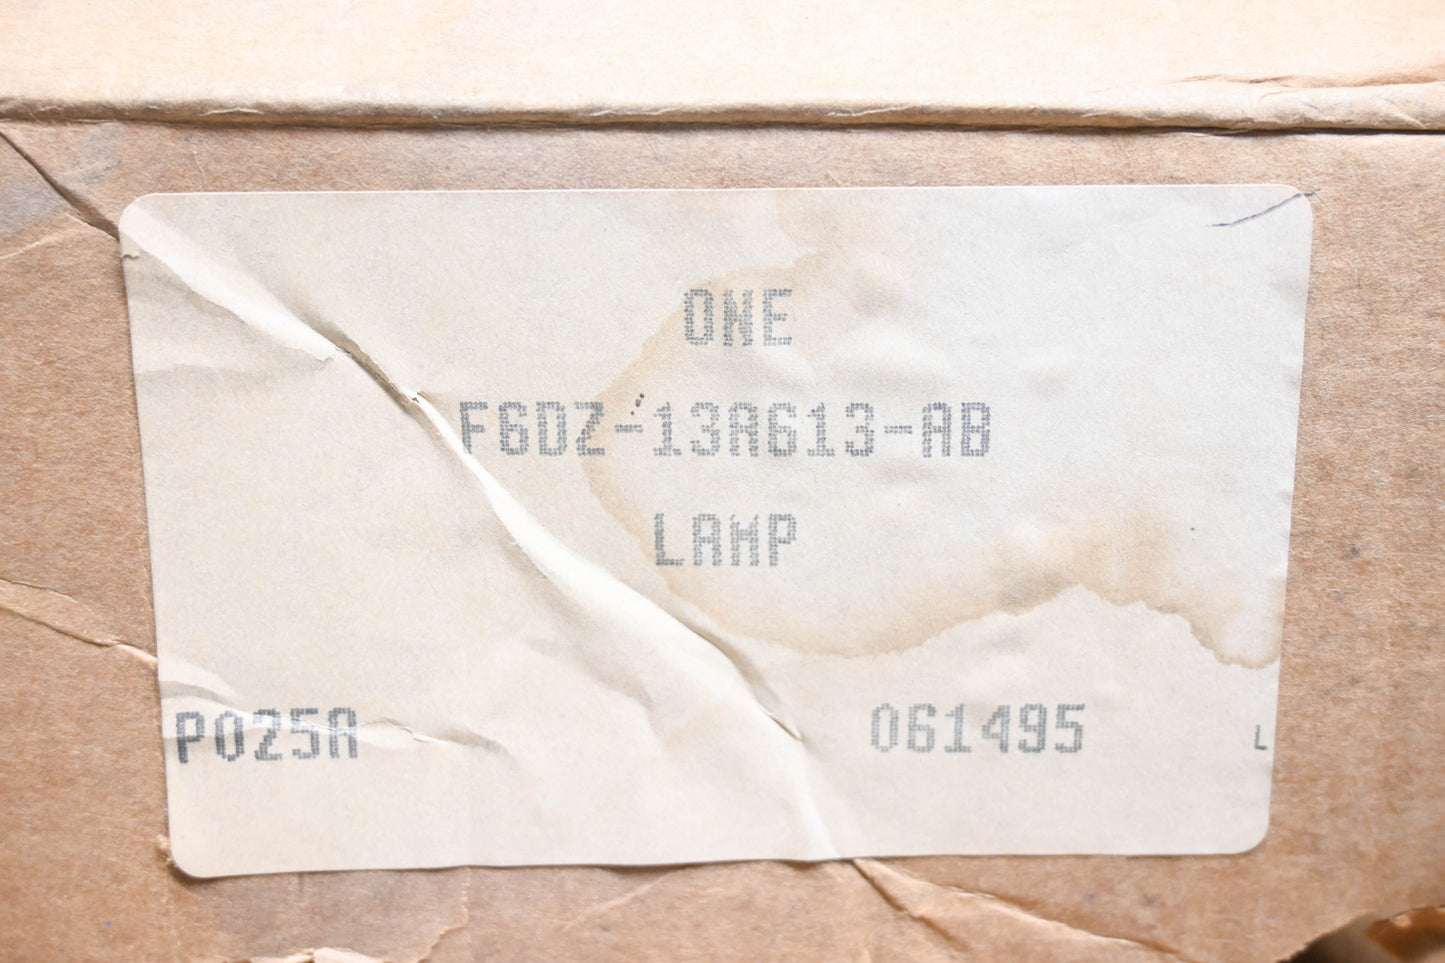 ONE
F6DZ-13A613-AB
LAMP
P025A 061495 L